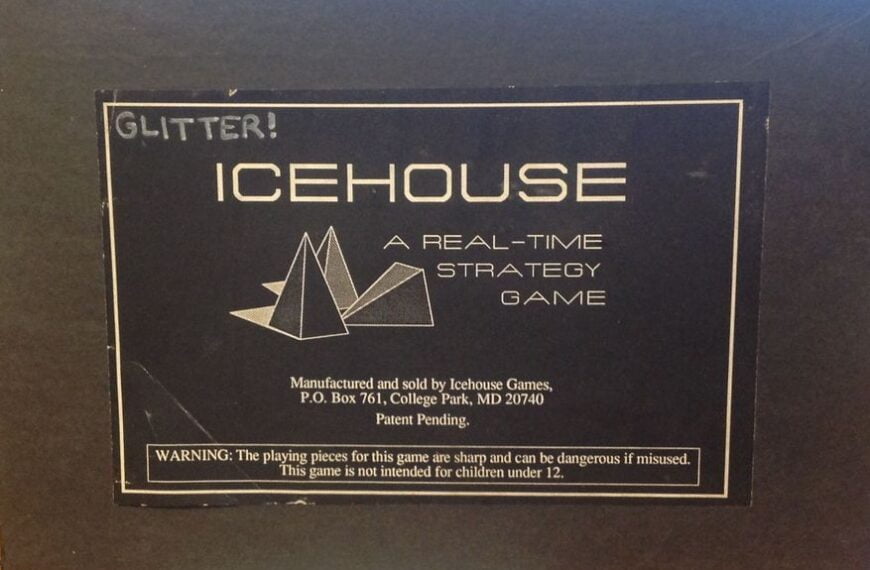 GLITTER!
ICEHOUSE
A REAL-TIME
STRATEGY
GAME
Manufactured and sold by Icehouse Games,
P.O. Box 761, College Park, MD 20740
Patent Pending.
WARNING: The playing pieces for this game are sharp and can be dangerous if misused.
This game is not intended for children under 12.